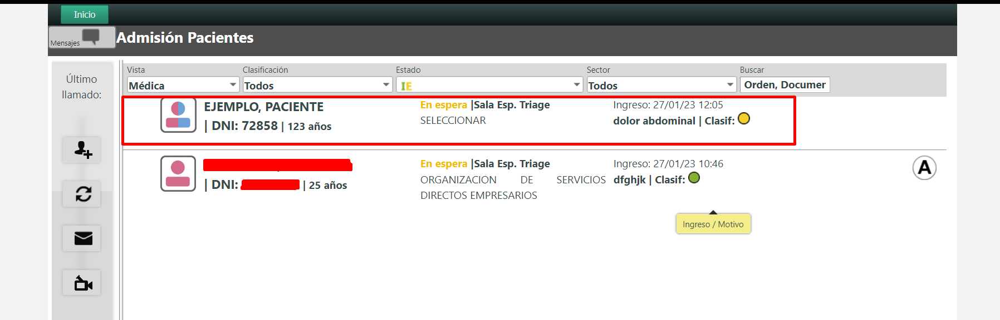 Inicio
Mensajes
Admisión Pacientes
Último
llamado:
Vista
Clasificación
Estado
Sector
Buscar
Médica
Todos
IE
Todos
Orden, Documer
EJEMPLO, PACIENTE
| DNI: 72858 | 123 años
En espera |Sala Esp. Triage
SELECCIONAR
Ingreso: 27/01/23 12:05
dolor abdominal | Clasif:
| DNI:
| 25 años
En espera |Sala Esp. Triage
ORGANIZACION DE SERVICIOS
DIRECTOS EMPRESARIOS
Ingreso: 27/01/23 10:46
dfghjk | Clasif:
A
Ingreso / Motivo